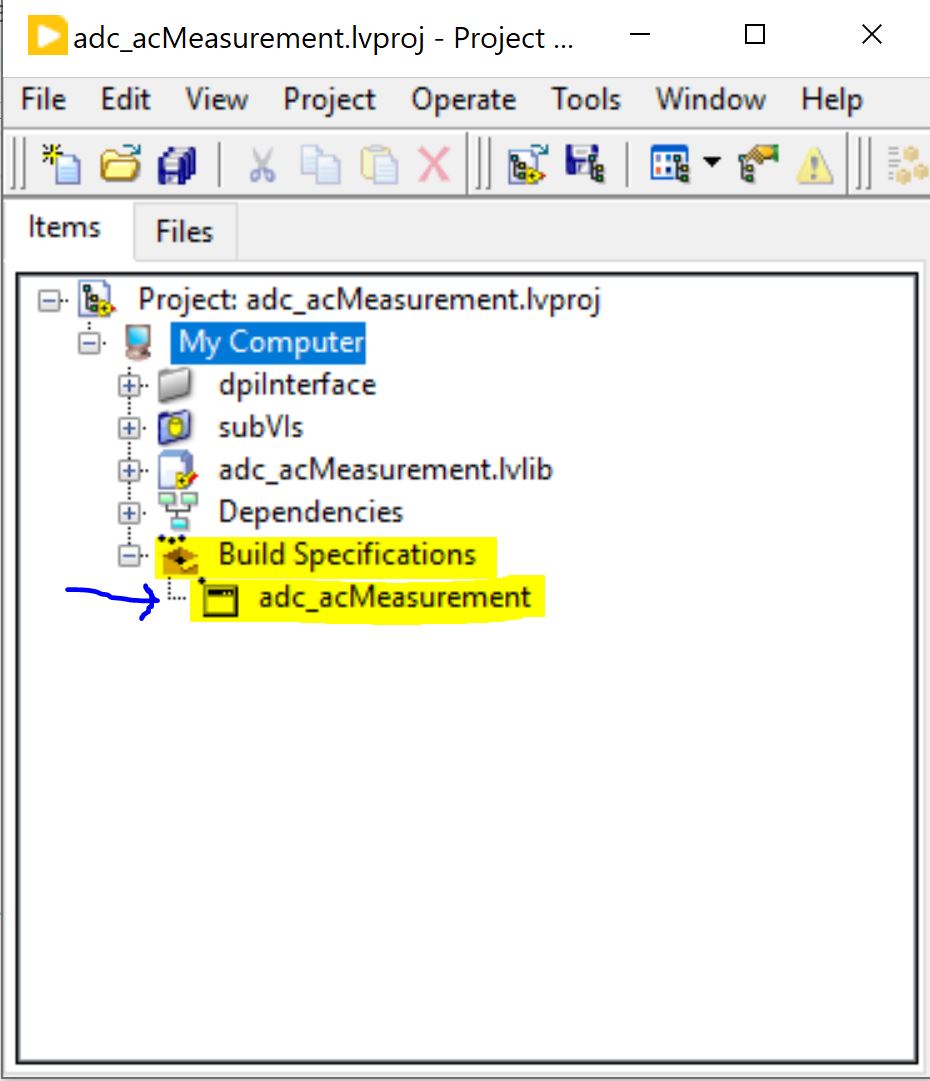 adc_acMeasurement.lvproj - Project ...
File Edit View Project Operate Tools Window Help
Items Files
Project: adc_acMeasurement.lvproj
My Computer
dpiInterface
subVIs
adc_acMeasurement.lvlib
Dependencies
Build Specifications
adc_acMeasurement